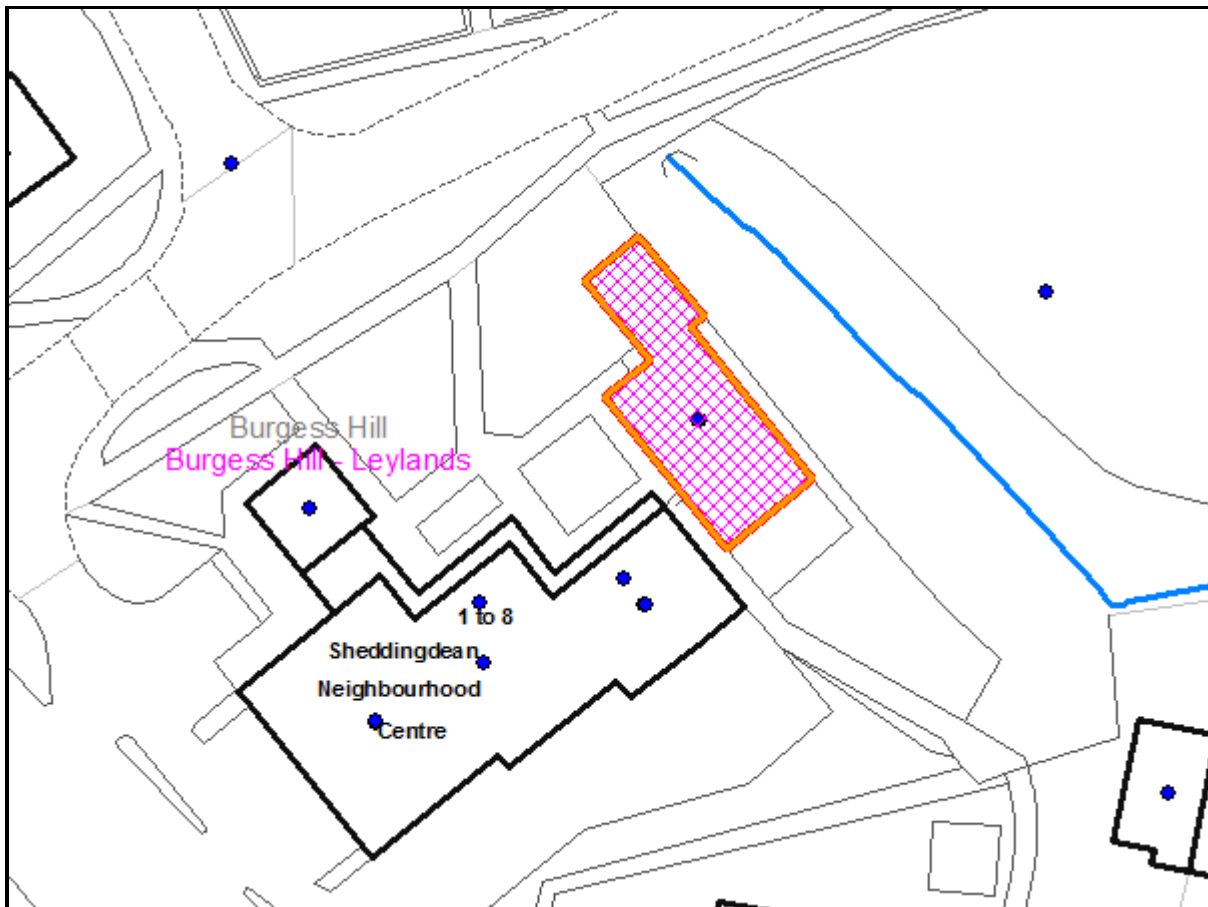 Burgess Hill
Burgess Hill - Leylands
1 to 8
Sheddingdean
Neighbourhood
Centre